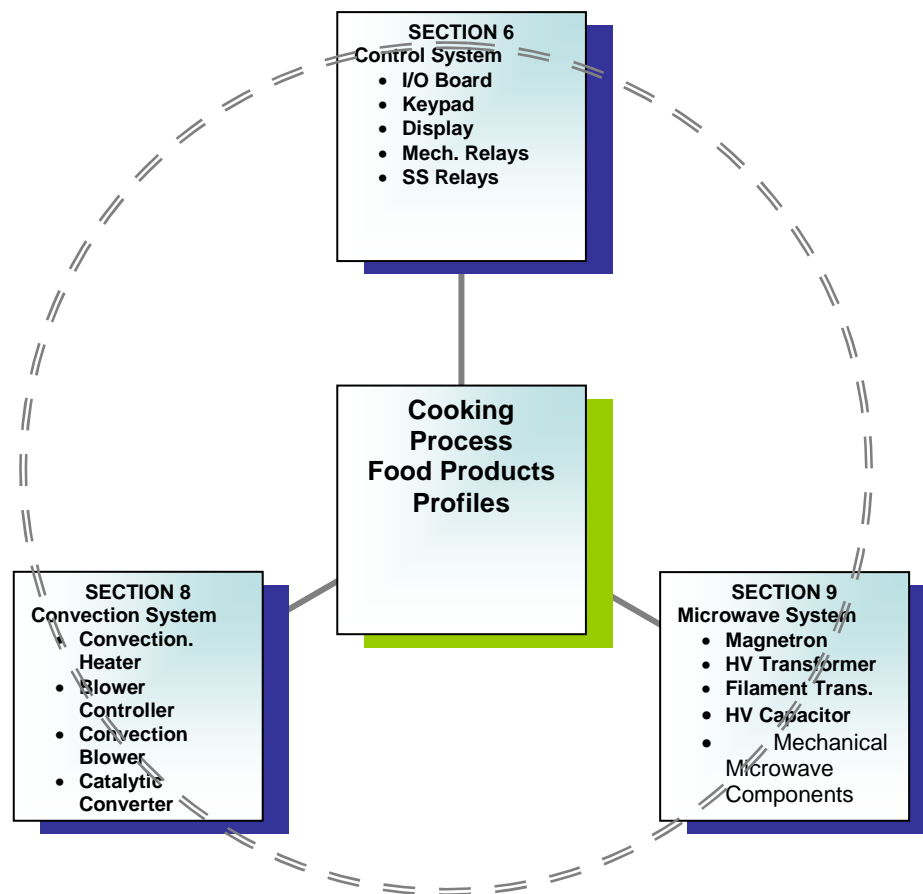 SECTION 6
Control System
• I/O Board
• Keypad
• Display
• Mech. Relays
• SS Relays
Cooking
Process
Food Products
Profiles
SECTION 8
Convection System
• Convection.
Heater
• Blower
Controller
• Convection
Blower
• Catalytic
Converter
SECTION 9
Microwave System
• Magnetron
• HV Transformer
• Filament Trans.
• HV Capacitor
• Mechanical
Microwave
Components